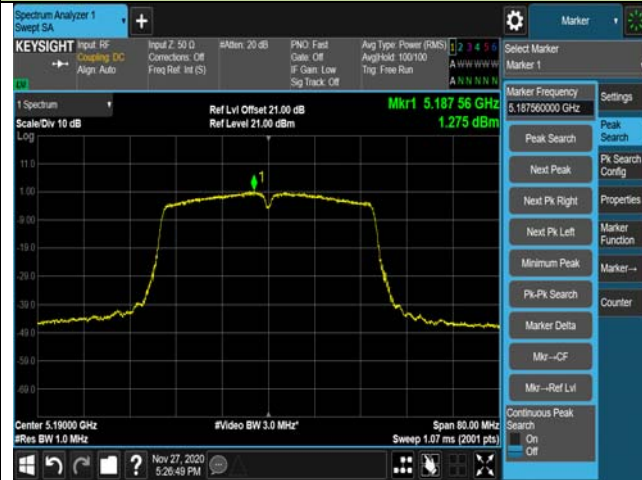 Spectrum Analyzer 1
Swept SA
+
Marker
KEYSIGHT
Input: RF
Coupling: DC
Align: Auto
Input Z: 50 Ω
Corrections: Off
Freq Ref: Int (S)
#Atten: 20 dB
PNO: Fast
Gate: Off
IF Gain: Low
Sig Track: Off
Avg Type: Power (RMS)
Avg|Hold: 100/100
Trig: Free Run
1 2 3 4 5 6
A W W W W W
A N N N N N
Select Marker
Marker 1
1 Spectrum
Scale/Div 10 dB
Log
Ref Lvl Offset 21.00 dB
Ref Level 21.00 dBm
Mkr1 5.187 56 GHz
1.275 dBm
11.0
1.00
-9.00
-19.0
-29.0
-39.0
-49.0
-59.0
-69.0
1
Center 5.19000 GHz
#Res BW 1.0 MHz
#Video BW 3.0 MHz*
Span 80.00 MHz
Sweep 1.07 ms (2001 pts)
Marker Frequency
5.187560000 GHz
Peak Search
Next Peak
Next Pk Right
Next Pk Left
Minimum Peak
Pk-Pk Search
Marker Delta
Mkr→CF
Mkr→Ref Lvl
Continuous Peak
Search
On
Off
Settings
Peak
Search
Pk Search
Config
Properties
Marker
Function
Marker→
Counter
?
Nov 27, 2020
5:26:49 PM